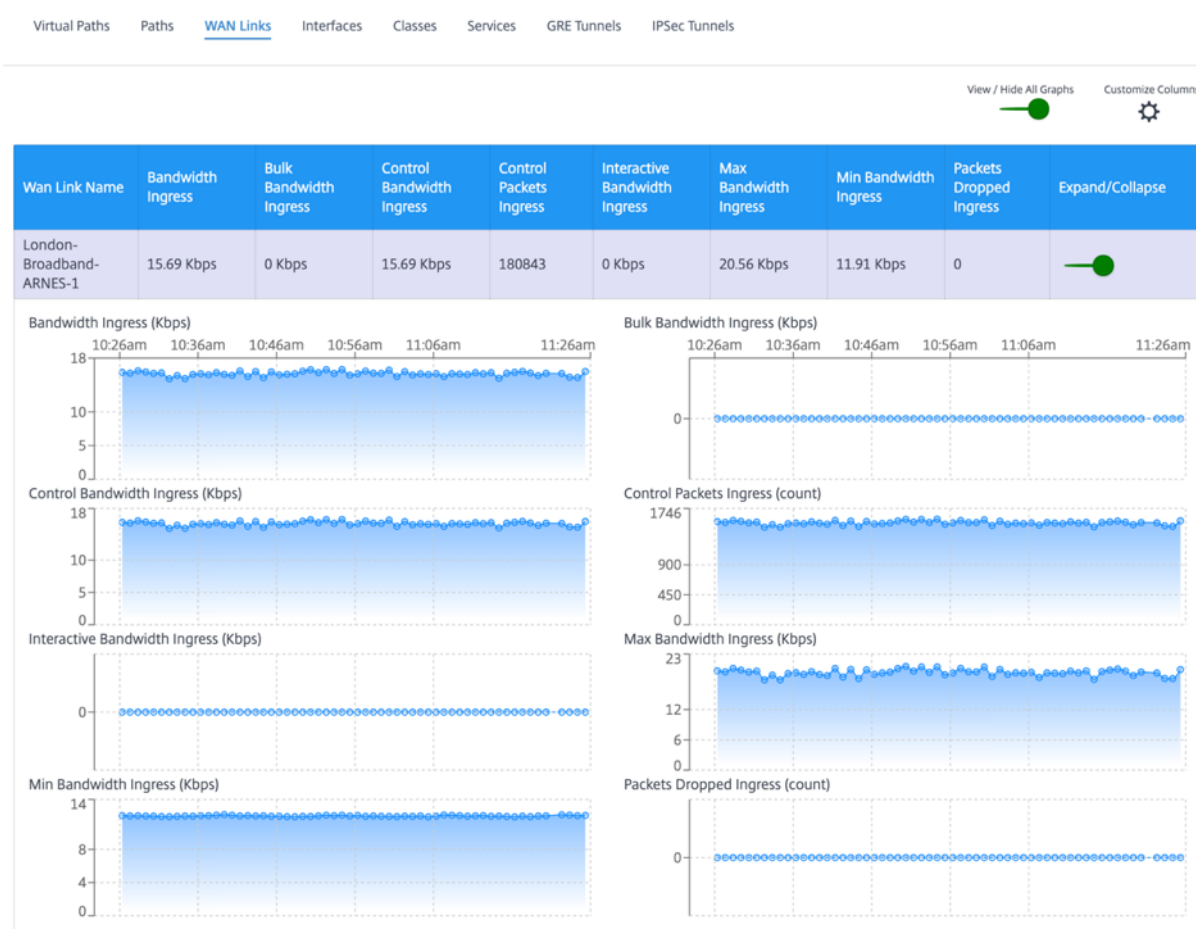 Virtual Paths Paths WAN Links Interfaces Classes Services GRE Tunnels IPSec Tunnels
View / Hide All Graphs Customize Columns
Wan Link Name
Bandwidth
Ingress
Bulk
Bandwidth
Ingress
Control
Bandwidth
Ingress
Control
Packets
Ingress
Interactive
Bandwidth
Ingress
Max
Bandwidth
Ingress
Min Bandwidth
Ingress
Packets
Dropped
Ingress
Expand/Collapse
London-
Broadband-
ARNES-1
15.69 Kbps 0 Kbps 15.69 Kbps 180843 0 Kbps 20.56 Kbps 11.91 Kbps 0
Bandwidth Ingress (Kbps)
10:26am 10:36am 10:46am 10:56am 11:06am 11:26am
18
10
5
0
Bulk Bandwidth Ingress (Kbps)
10:26am 10:36am 10:46am 10:56am 11:06am 11:26am
0
Control Bandwidth Ingress (Kbps)
18
10
5
0
Control Packets Ingress (count)
1746
900
450
0
Interactive Bandwidth Ingress (Kbps)
0
Max Bandwidth Ingress (Kbps)
23
12
6
0
Min Bandwidth Ingress (Kbps)
14
8
4
0
Packets Dropped Ingress (count)
0